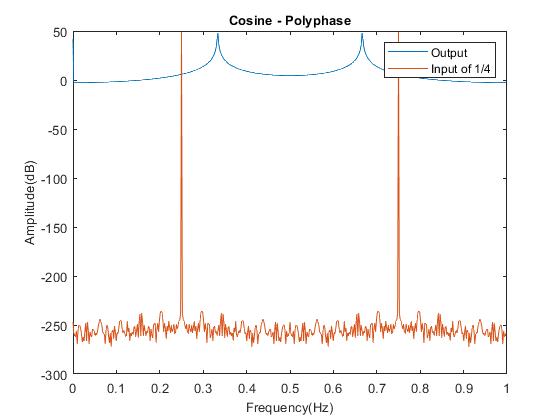 Cosine - Polyphase
Output
Input of 1/4
Amplitude(dB)
50
0
-50
-100
-150
-200
-250
-300
0 0.1 0.2 0.3 0.4 0.5 0.6 0.7 0.8 0.9 1
Frequency(Hz)